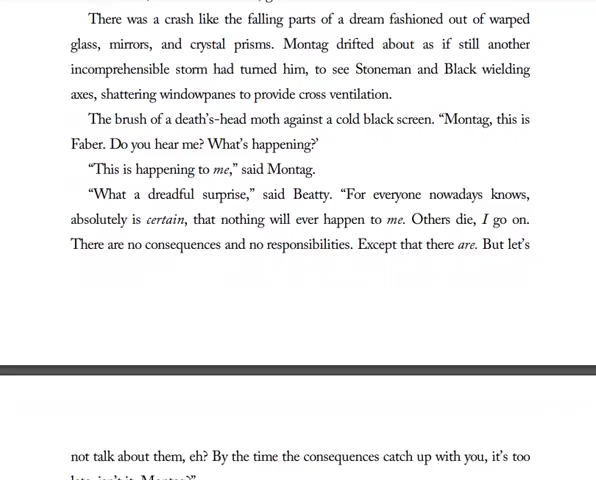 There was a crash like the falling parts of a dream fashioned out of warped
glass, mirrors, and crystal prisms. Montag drifted about as if still another
incomprehensible storm had turned him, to see Stoneman and Black wielding
axes, shattering windowpanes to provide cross ventilation.
The brush of a death’s-head moth against a cold black screen. “Montag, this is
Faber. Do you hear me? What’s happening?’
“This is happening to me,” said Montag.
“What a dreadful surprise,” said Beatty. “For everyone nowadays knows,
absolutely is certain, that nothing will ever happen to me. Others die, I go on.
There are no consequences and no responsibilities. Except that there are. But let’s
not talk about them, eh? By the time the consequences catch up with you, it’s too